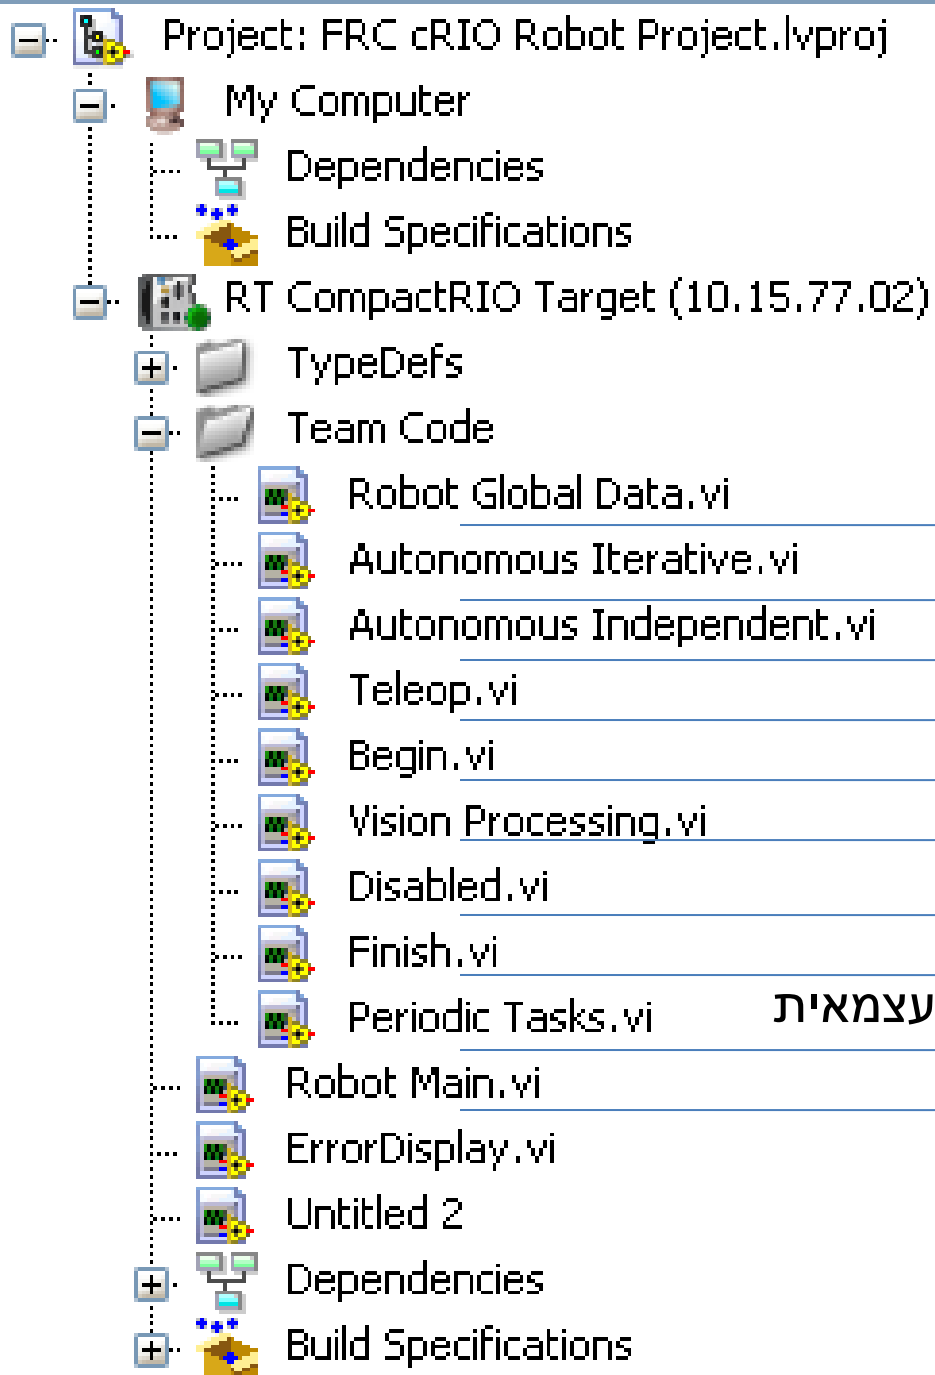 Project: FRC cRIO Robot Project.lvproj
My Computer
Dependencies
Build Specifications
RT CompactRIO Target (10.15.77.02)
TypeDefs
Team Code
Robot Global Data.vi
Autonomous Iterative.vi
Autonomous Independent.vi
Teleop.vi
Begin.vi
Vision Processing.vi
Disabled.vi
Finish.vi
Periodic Tasks.vi עצמאית
Robot Main.vi
ErrorDisplay.vi
Untitled 2
Dependencies
Build Specifications